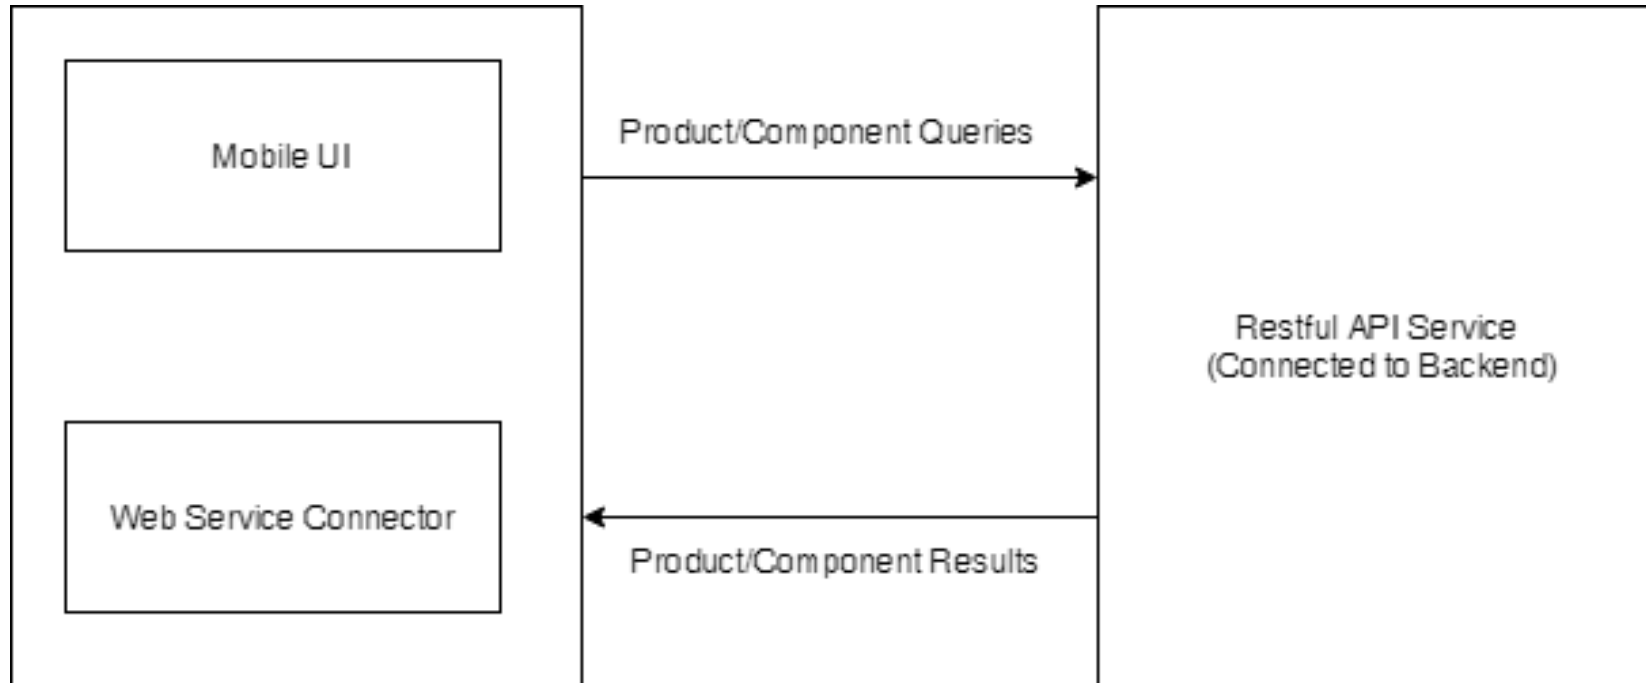 Mobile UI
Product/Component Queries
Restful API Service
(Connected to Backend)
Web Service Connector
Product/Component Results